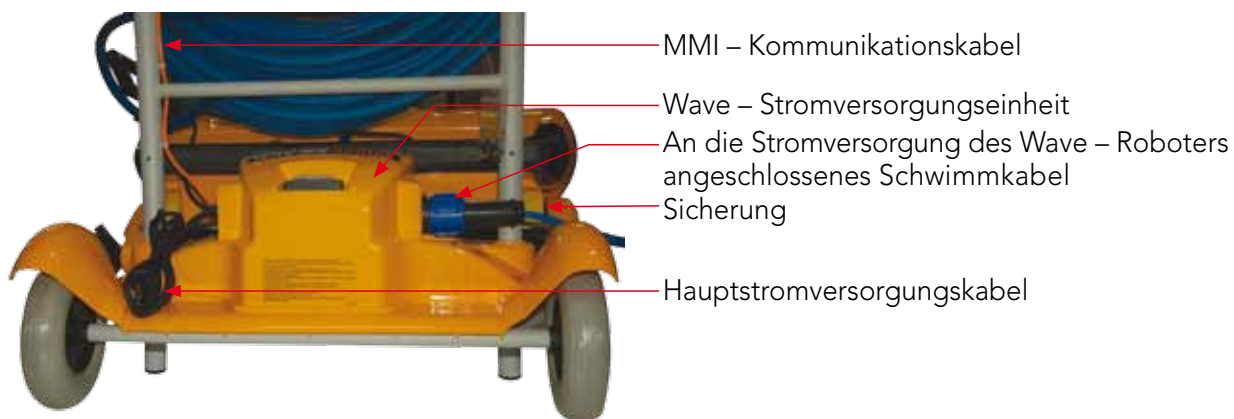 MMI – Kommunikationskabel
Wave – Stromversorgungseinheit
An die Stromversorgung des Wave – Roboters
angeschlossenes Schwimmkabel
Sicherung
Hauptstromversorgungskabel